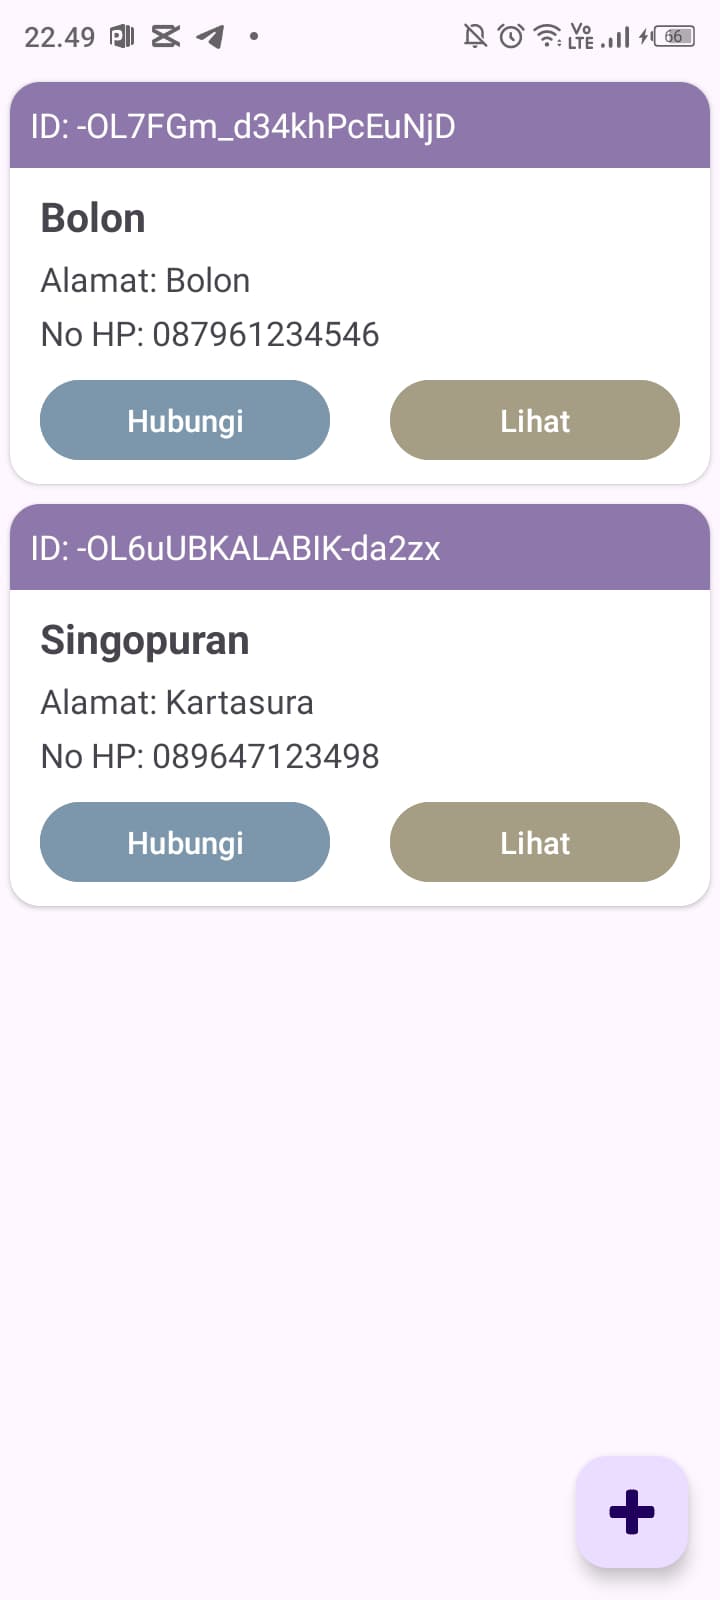 22.49
Vo
LTE
66
ID: -OL7FGm_d34khPcEuNjD
Bolon
Alamat: Bolon
No HP: 087961234546
Hubungi
Lihat
ID: -OL6uUBKALABIK-da2zx
Singopuran
Alamat: Kartasura
No HP: 089647123498
Hubungi
Lihat